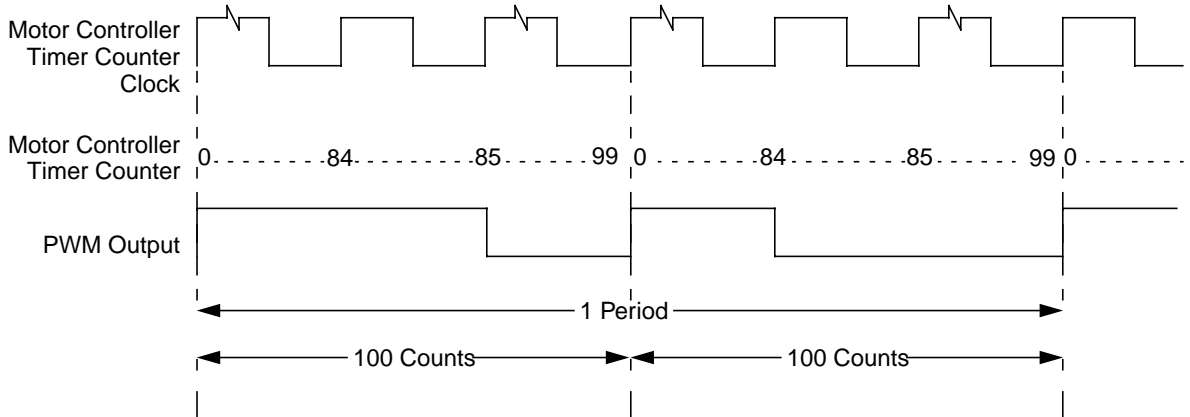 Motor Controller
Timer Counter
Clock
Motor Controller
Timer Counter
0 84 85 99 0 84 85 99 0
PWM Output
1 Period
100 Counts 100 Counts